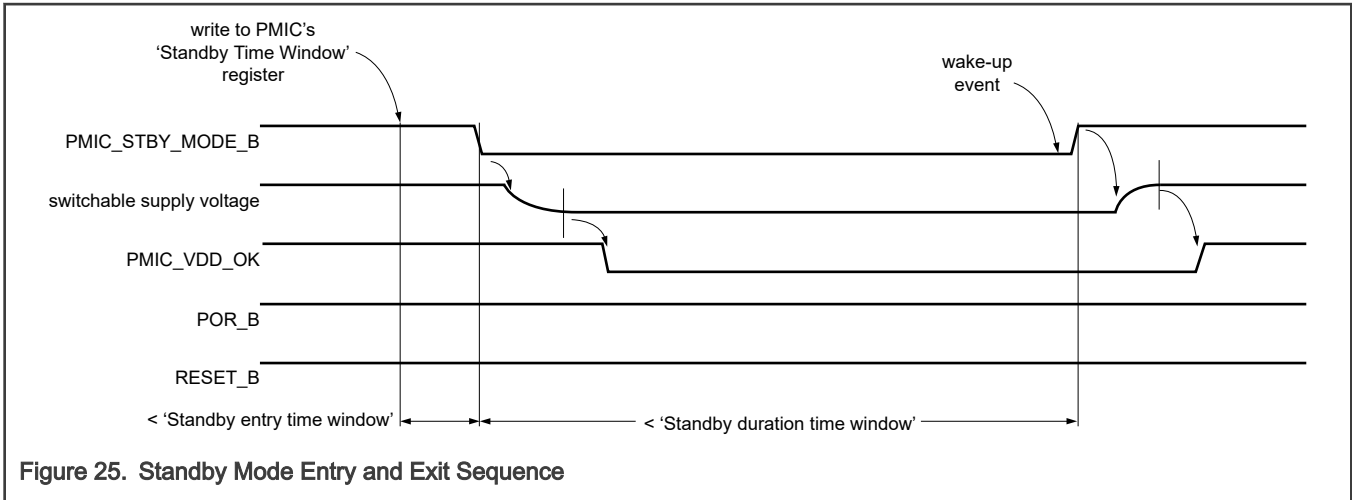 write to PMIC's
‘Standby Time Window’
register
wake-up
event
PMIC_STBY_MODE_B
switchable supply voltage
PMIC_VDD_OK
POR_B
RESET_B
< ‘Standby entry time window’
< ‘Standby duration time window’
Figure 25. Standby Mode Entry and Exit Sequence